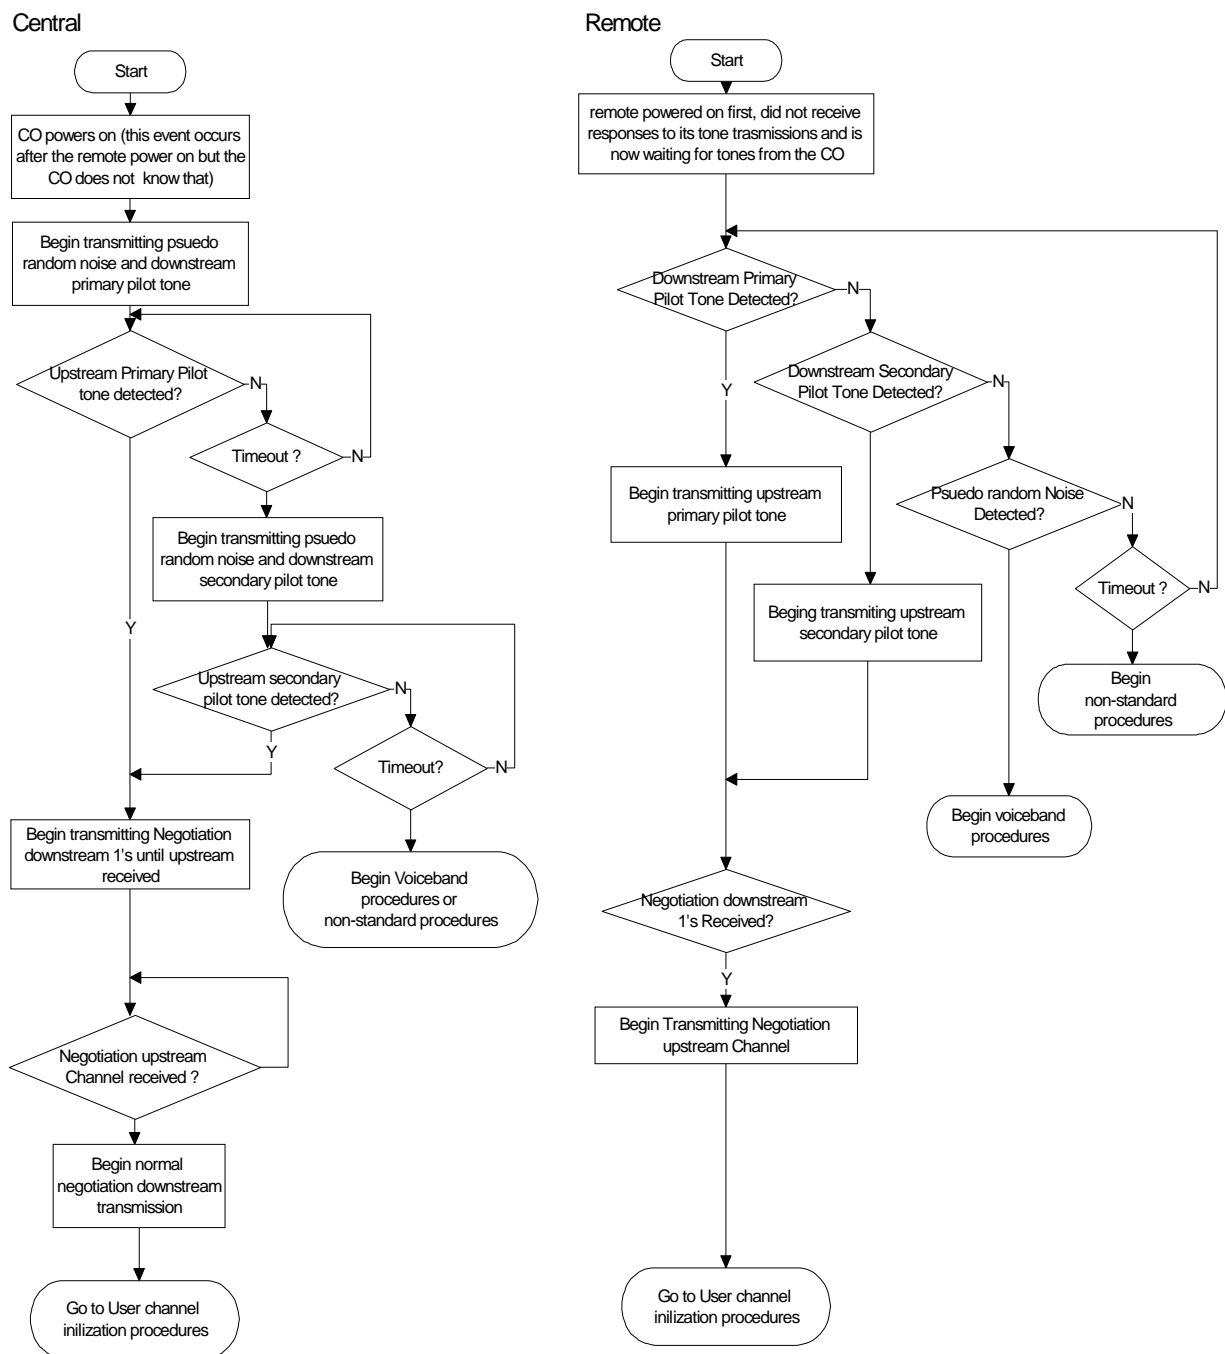 Central
Start
CO powers on (this event occurs
after the remote power on but the
CO does not know that)
Begin transmitting psuedo
random noise and downstream
primary pilot tone
Upstream Primary Pilot
tone detected?
N
Timeout ?
N
Begin transmitting psuedo
random noise and downstream
secondary pilot tone
Y
Upstream secondary
pilot tone detected?
N
Y
Timeout?
N
Begin transmitting Negotiation
downstream 1's until upstream
received
Begin Voiceband
procedures or
non-standard procedures
Negotiation upstream
Channel received ?
Begin normal
negotiation downstream
transmission
Go to User channel
inilization procedures
Remote
Start
remote powered on first, did not receive
responses to its tone trasmissions and is
now waiting for tones from the CO
Downstream Primary
Pilot Tone Detected?
N
Y
Downstream Secondary
Pilot Tone Detected?
N
Begin transmitting upstream
primary pilot tone
Psuedo random Noise
Detected?
N
Timeout ?
N
Beging transmiting upstream
secondary pilot tone
Begin
non-standard
procedures
Begin voiceband
procedures
Negotiation downstream
1's Received?
Y
Begin Transmitting Negotiation
upstream Channel
Go to User channel
inilization procedures